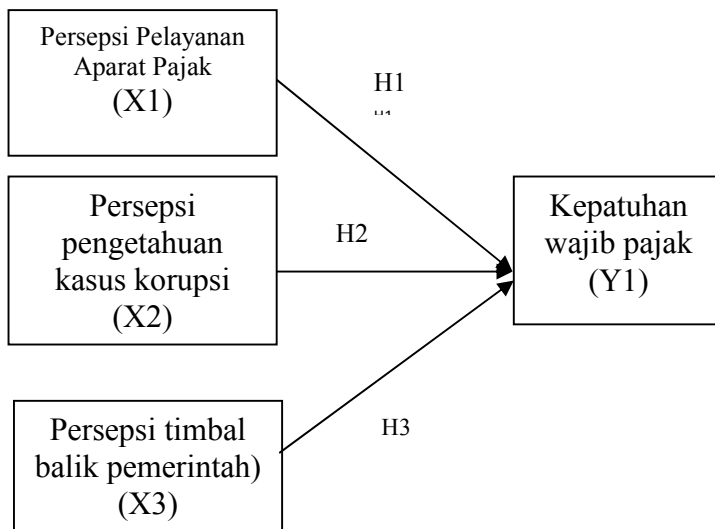 Persepsi Pelayanan
Aparat Pajak
(X1)
H1
H1
Persepsi
pengetahuan
kasus korupsi
(X2)
H2
Kepatuhan
wajib pajak
(Y1)
Persepsi timbal
balik pemerintah)
(X3)
H3